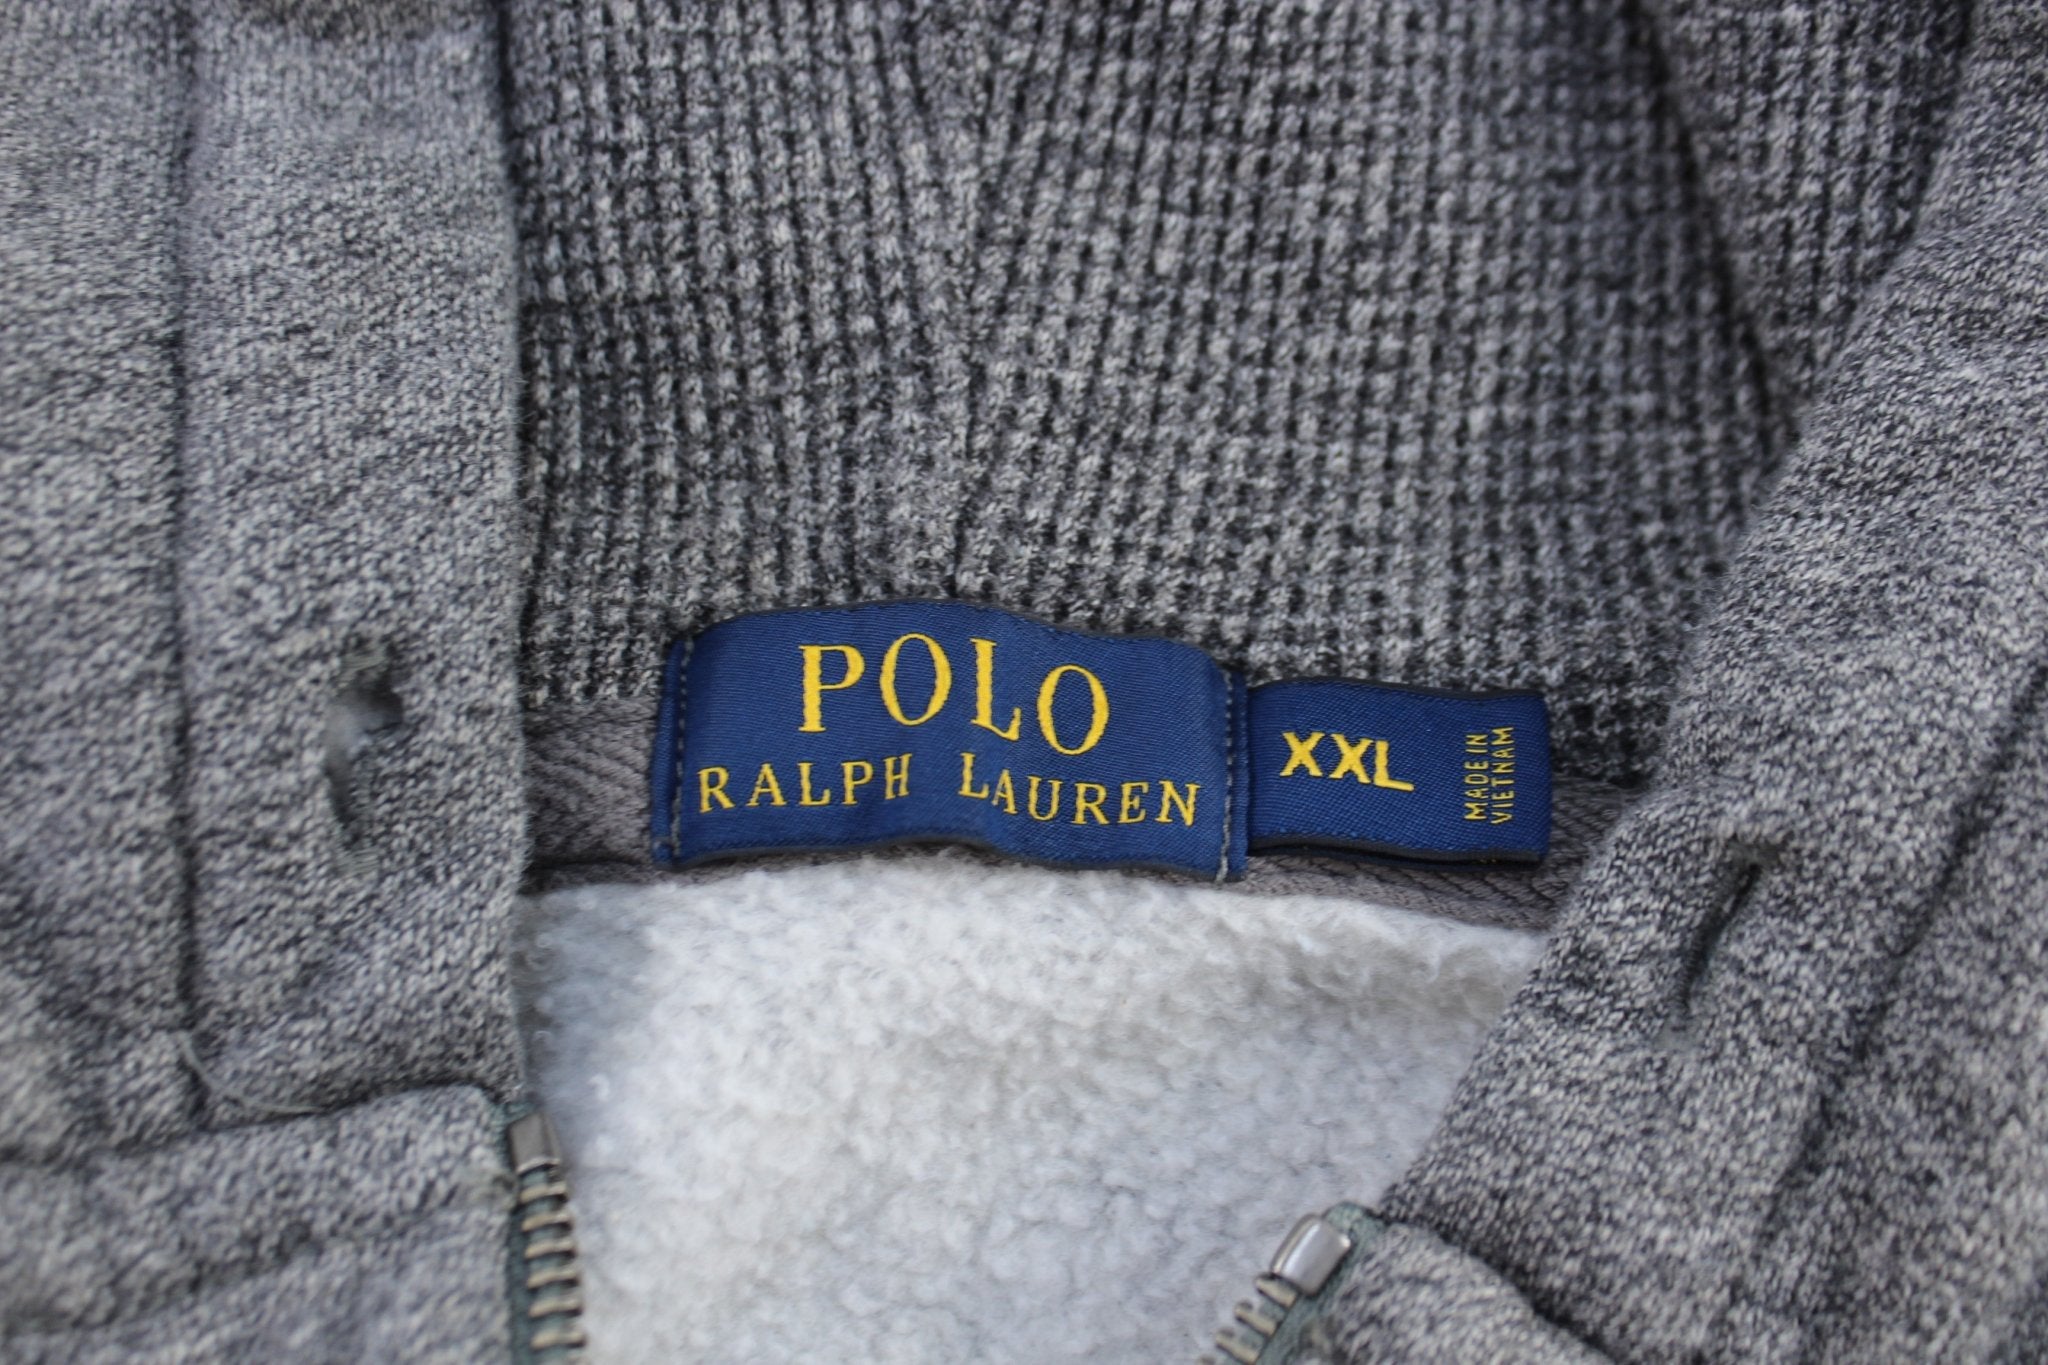 POLO
RALPH LAUREN
XXL
MADE IN
VIETNAM